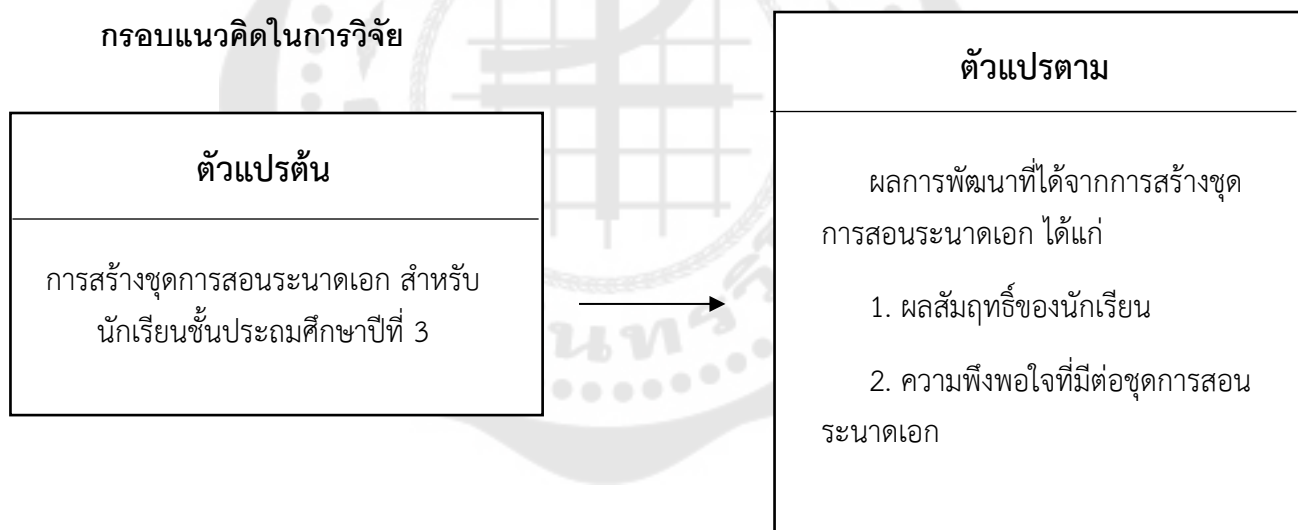 กรอบแนวคิดในการวิจัย
ตัวแปรต้น
การสร้างชุดการสอนระนาดเอก สำหรับ
นักเรียนชั้นประถมศึกษาปีที่ 3
ตัวแปรตาม
ผลการพัฒนาที่ได้จากการสร้างชุด
การสอนระนาดเอก ได้แก่
1. ผลสัมฤทธิ์ของนักเรียน
2. ความพึงพอใจที่มีต่อชุดการสอน
ระนาดเอก